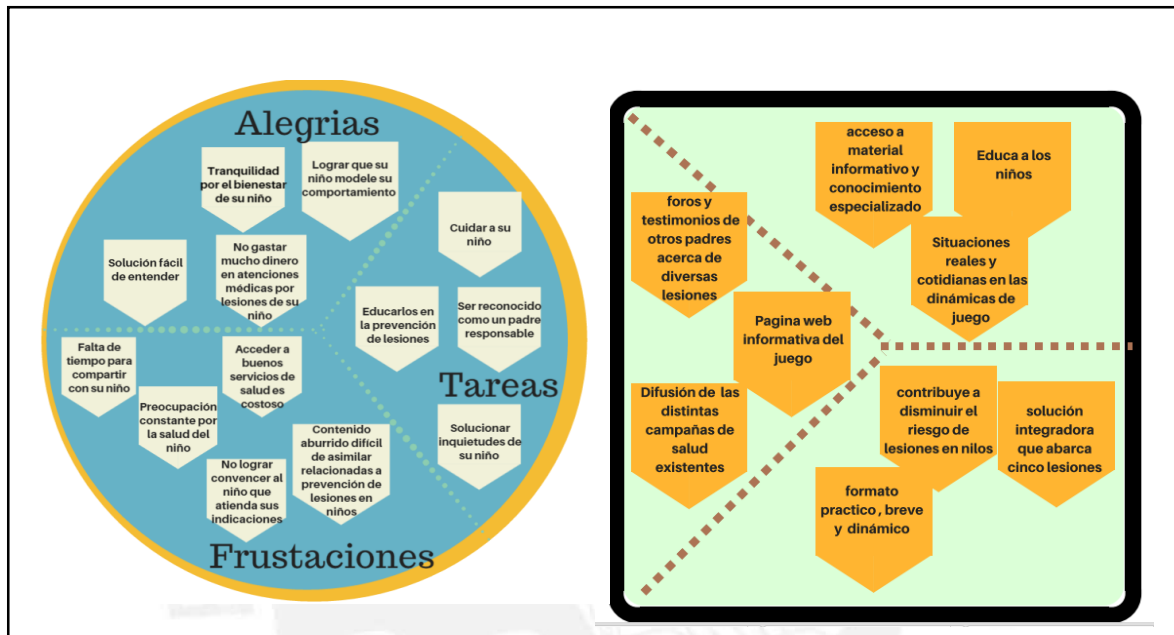 Alegrias
Tranquilidad
por el bienestar
de su niño
Lograr que su
niño modele su
comportamiento
Solución fácil
de entender
No gastar
mucho dinero
en atenciones
médicas por
lesiones de su
niño
Cuidar a su
niño
Educarlos en
la prevención
de lesiones
Ser reconocido
como un padre
responsable
Tareas
Solucionar
inquietudes de
su niño
Falta de
tiempo para
compartir
con su niño
Acceder a
buenos
servicios de
salud es
costoso
Preocupación
constante por
la salud del
niño
No lograr
convencer al
niño que
atienda sus
indicaciones
Contenido
aburrido difícil
de asimilar
relacionadas a
prevención de
lesiones en
niños
Frustaciones
foros y
testimonios de
otros padres
acerca de
diversas
lesiones
Pagina web
informativa del
juego
Difusión de las
distintas
campañas de
salud
existentes
acceso a
material
informativo y
conocimiento
especializado
Educa a los
niños
Situaciones
reales y
cotidianas en las
dinámicas de
juego
contribuye a
disminuir el
riesgo de
lesiones en nilos
solución
integradora
que abarca
cinco lesiones
formato
practico , breve
y dinámico